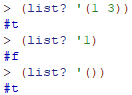 > (list? '(1 3))
#t
> (list? '1)
#f
> (list? '())
#t